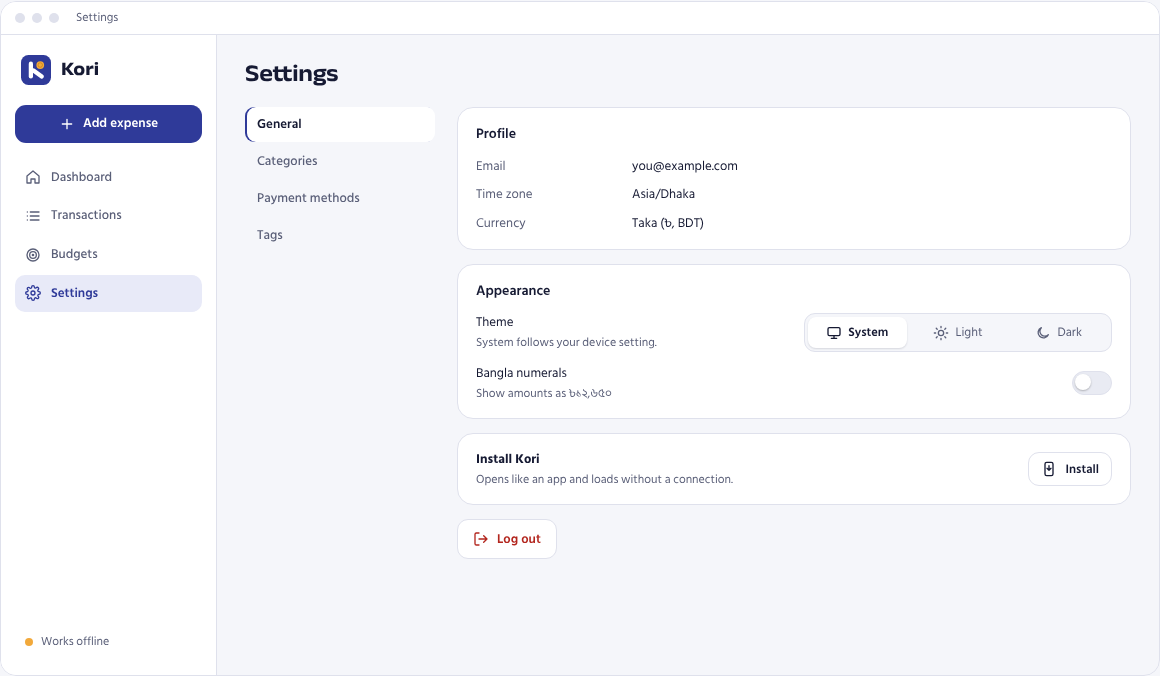 Settings
Kori
Add expense
Dashboard
Transactions
Budgets
Settings
Works offline
Settings
General
Categories
Payment methods
Tags
Profile
Email you@example.com
Time zone Asia/Dhaka
Currency Taka (৳, BDT)
Appearance
Theme
System follows your device setting.
System Light Dark
Bangla numerals
Show amounts as ৳১২,৬৫০
Install Kori
Opens like an app and loads without a connection.
Install
Log out